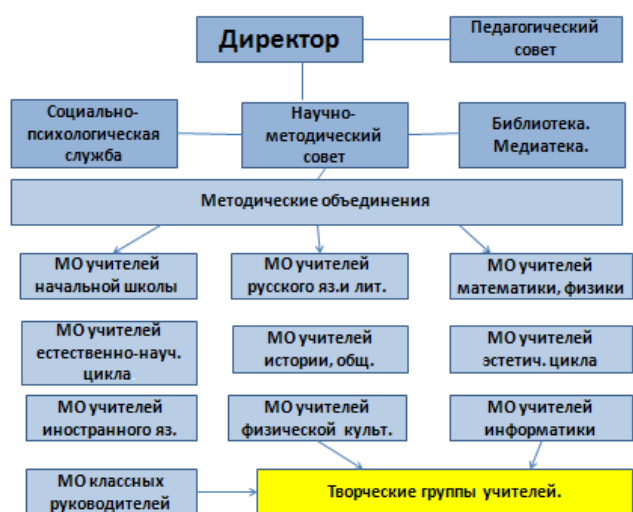 Директор
Педагогический
совет
Социально-
психологическая
служба
Научно-
методический
совет
Библиотека.
Медиатека.
Методические объединения
МО учителей
начальной школы
МО учителей
русского яз.и лит.
МО учителей
математики, физики
МО учителей
естественно-науч.
цикла
МО учителей
истории, общ.
МО учителей
эстетич. цикла
МО учителей
иностранного яз.
МО учителей
физической культ.
МО учителей
информатики
МО классных
руководителей
Творческие группы учителей.